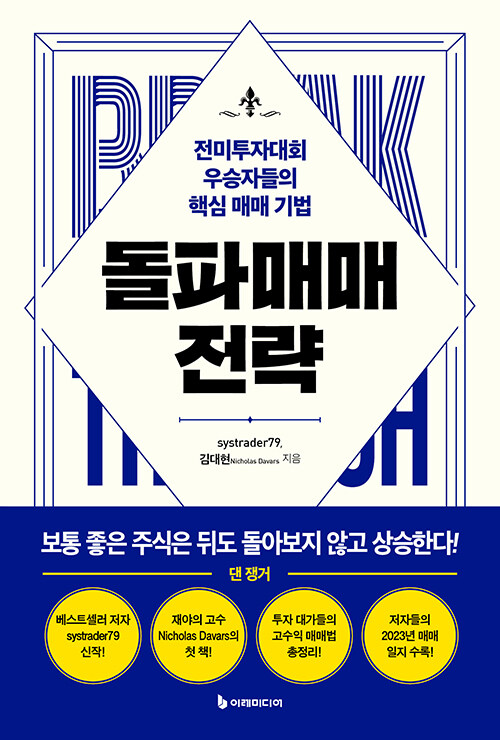 전미투자대회
우승자들의
핵심 매매 기법
돌파매매
전략
systrader79,
김대현Nicholas Davars 지음
보통 좋은 주식은 뒤도 돌아보지 않고 상승한다!
댄 쟁거
베스트셀러 저자
systrader79
신작!
재야의 고수
Nicholas Davars의
첫 책!
투자 대가들의
고수익 매매법
총정리!
저자들의
2023년 매매
일지 수록!
이레미디어